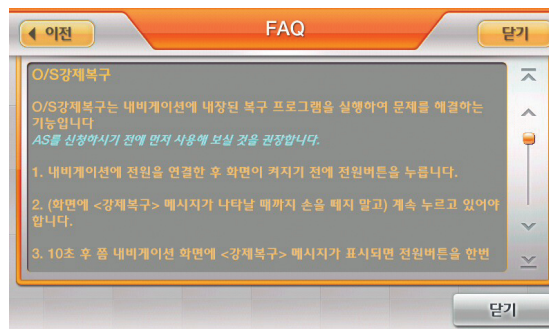 이전
FAQ
닫기
O/S강제복구
O/S강제복구는 내비게이션에 내장된 복구 프로그램을 실행하여 문제를 해결하는
기능입니다
AS를 신청하시기 전에 먼저 사용해 보실 것을 권장합니다.
1. 내비게이션에 전원을 연결한 후 화면이 켜지기 전에 전원버튼을 누릅니다.
2. (화면에 <강제복구> 메시지가 나타날 때까지 손을 떼지 말고) 계속 누르고 있어야
합니다.
3. 10초 후 쯤 내비게이션 화면에 <강제복구> 메시지가 표시되면 전원버튼을 한번
닫기